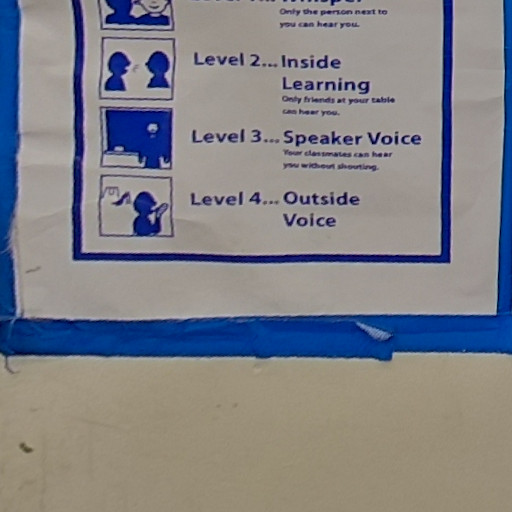 Level 1... Whisper
Only the person next to
you can hear you.
Level 2... Inside
Learning
Only friends at your table
can hear you.
Level 3... Speaker Voice
Your classmates can hear
you without shouting.
Level 4... Outside
Voice